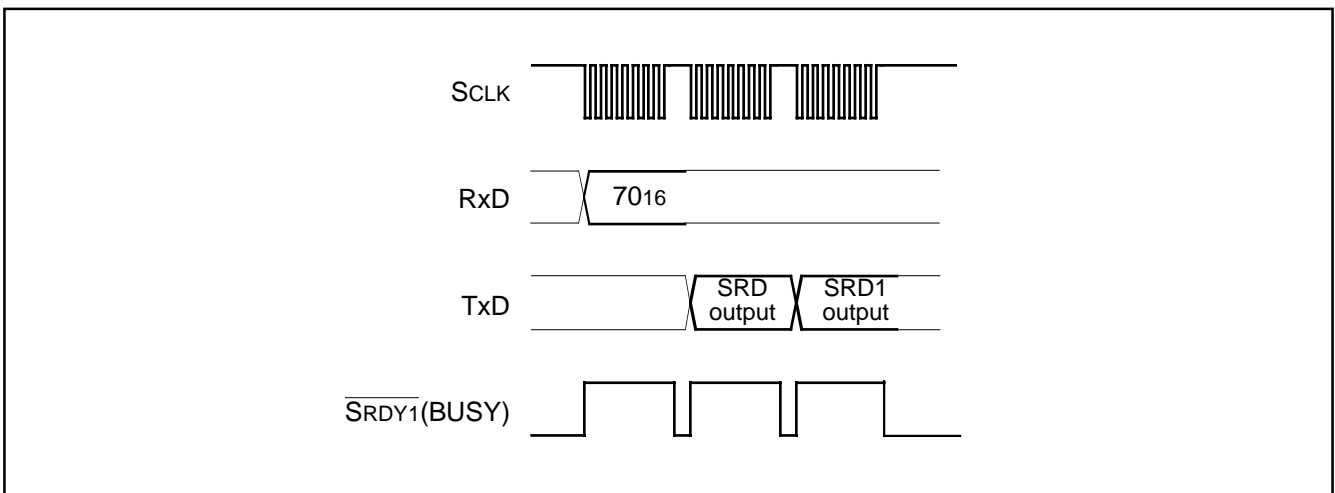 SCLK
RxD
7016
TxD
SRD
output
SRD1
output
SRDY1(BUSY)